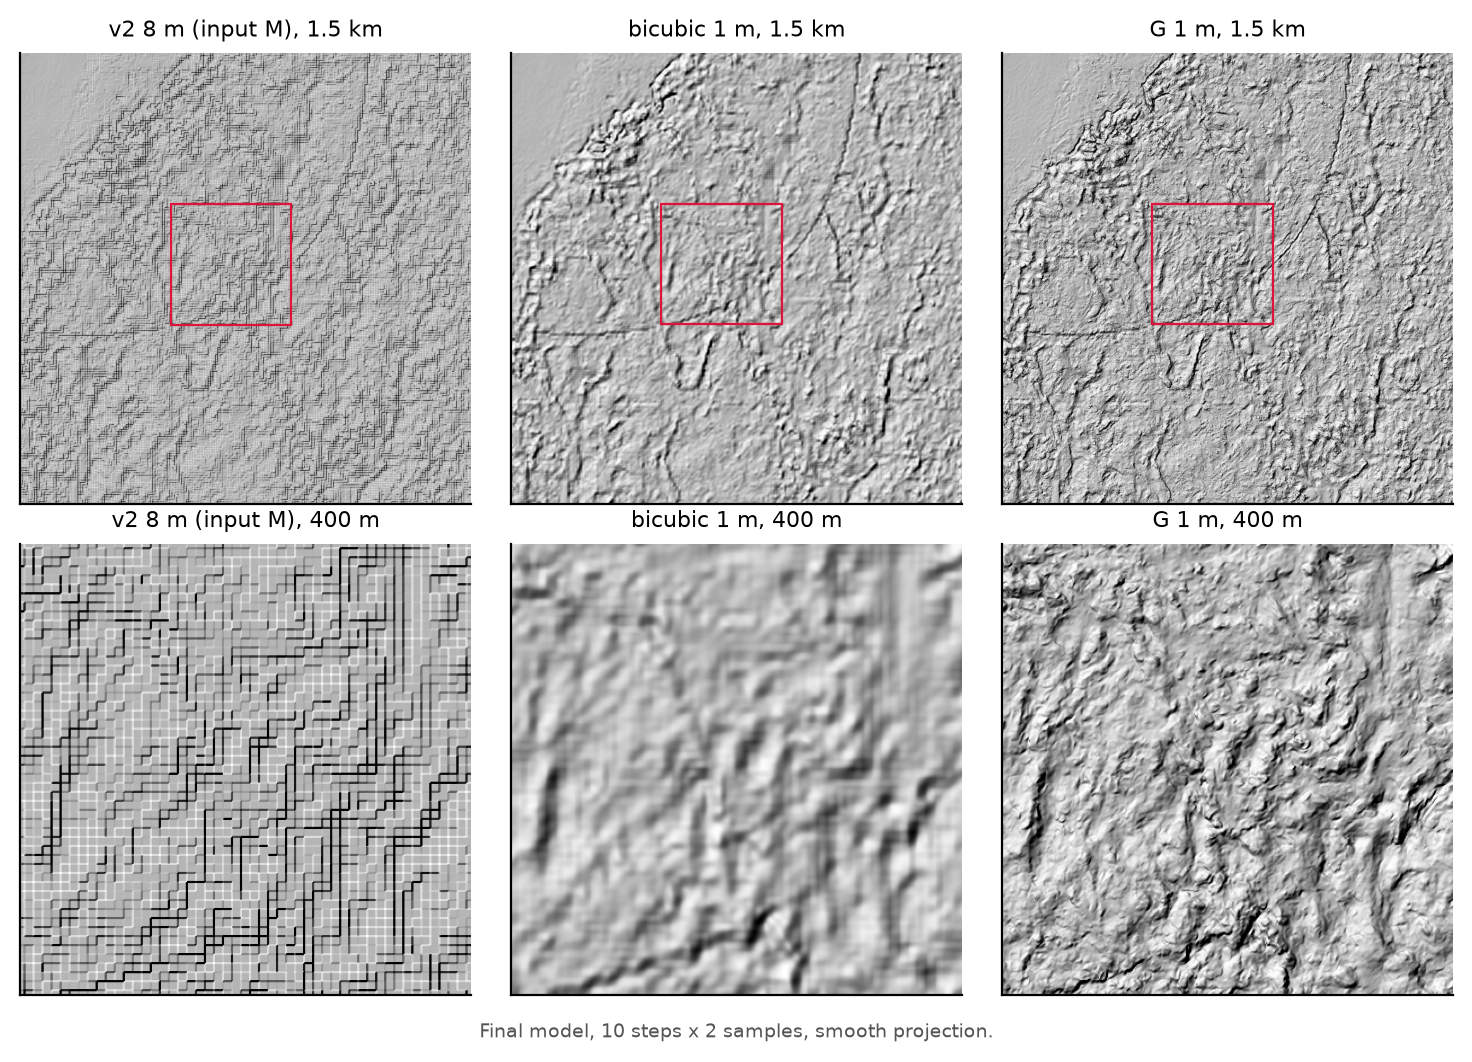 v2 8 m (input M), 1.5 km
bicubic 1 m, 1.5 km
G 1 m, 1.5 km
v2 8 m (input M), 400 m
bicubic 1 m, 400 m
G 1 m, 400 m
Final model, 10 steps x 2 samples, smooth projection.